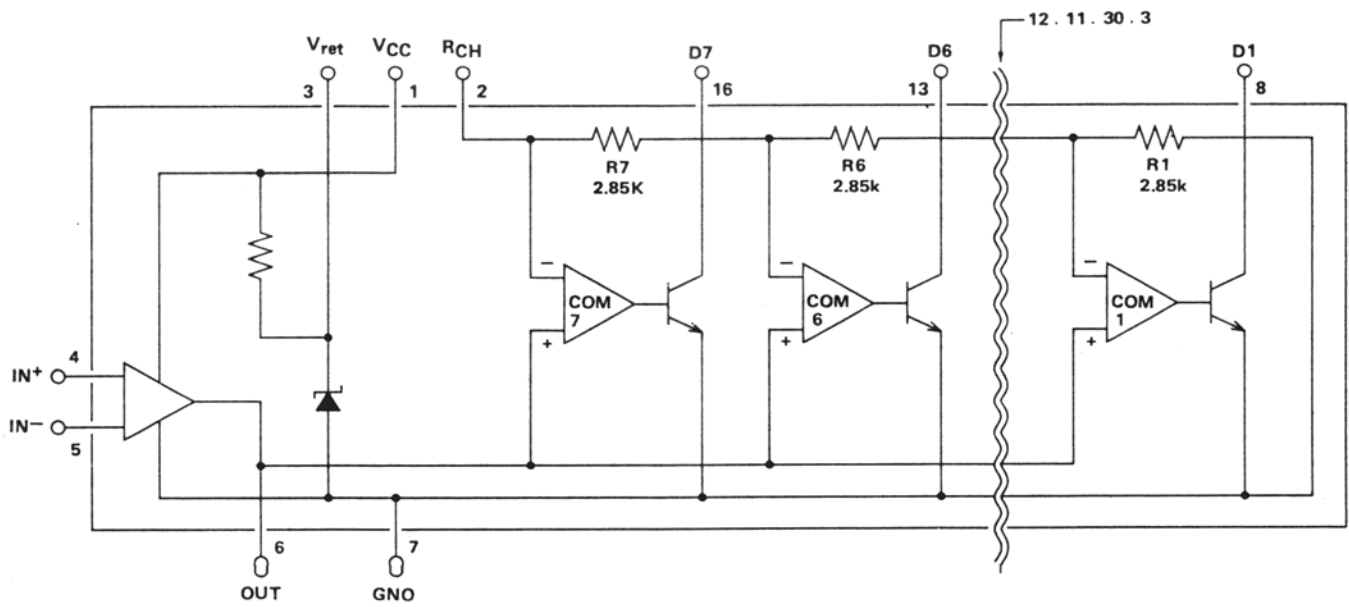 12 . 11 . 30 . 3
Vret
VCC
RCH
D7
D6
D1
3
1
2
16
13
8
R7
2.85K
R6
2.85k
R1
2.85k
−
COM
7
+
−
COM
6
+
−
COM
1
+
IN+
4
IN−
5
6
7
OUT
GNO